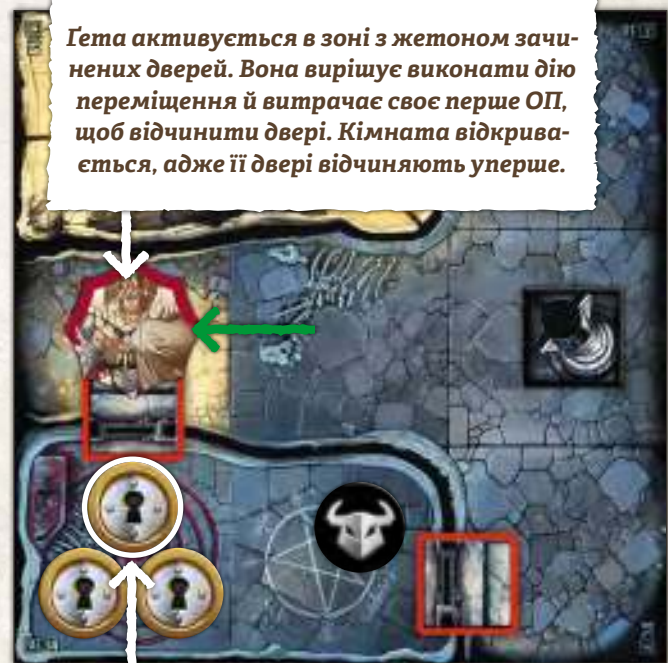 Ґета активується в зоні з жетоном зачи-
нених дверей. Вона вирішує виконати дію
переміщення й витрачає своє перше ОП,
щоб відчинити двері. Кімната відкрива-
ється, адже її двері відчиняють уперше.